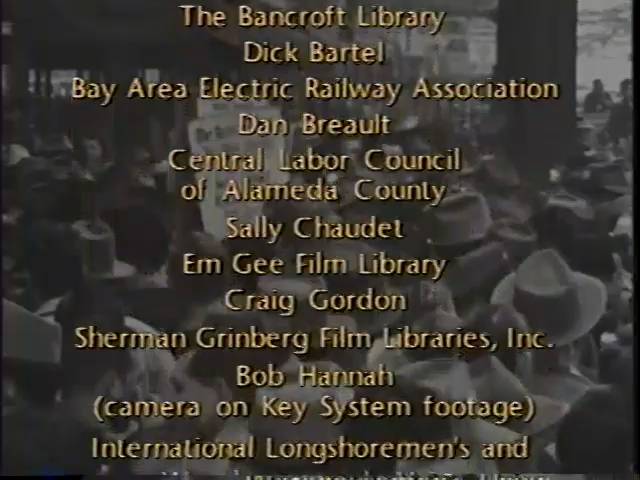 The Bancroft Library
Dick Bartel
Bay Area Electric Railway Association
Dan Breault
Central Labor Council
of Alameda County
Sally Chaudet
Em Gee Film Library
Craig Gordon
Sherman Grinberg Film Libraries, Inc.
Bob Hannah
(camera on Key System footage)
International Longshoremen's and